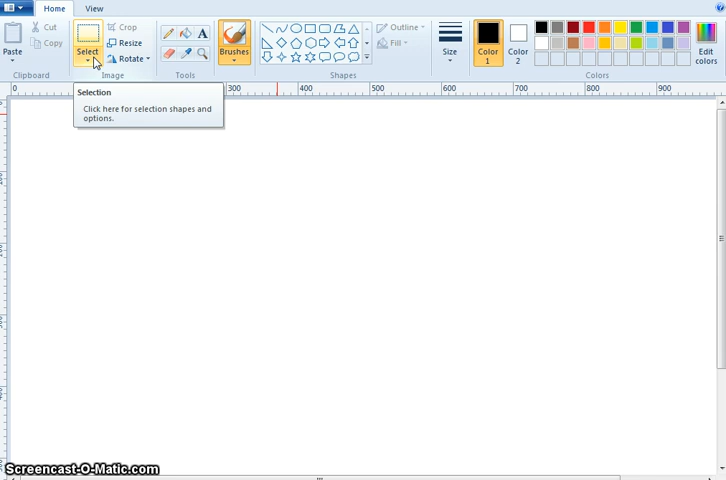 Home View
Paste
Cut
Copy
Clipboard
Select
Crop
Resize
Rotate
Image
A
Tools
Brushes
Outline
Fill
Shapes
Size
Color 1
Color 2
Edit colors
Colors
0 300 400 500 600 700 800 900
Selection
Click here for selection shapes and
options.
Screencast-O-Matic.com